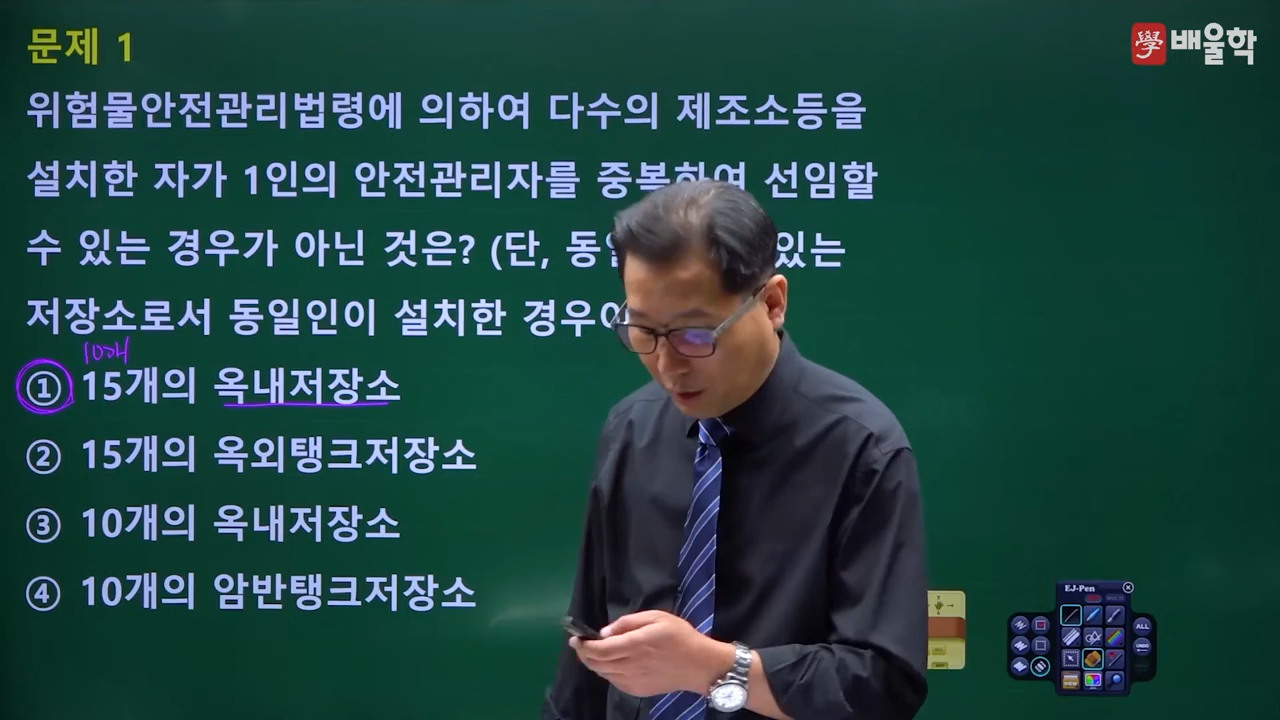 문제 1
學 배울학
위험물안전관리법령에 의하여 다수의 제조소등을
설치한 자가 1인의 안전관리자를 중복하여 선임할
수 있는 경우가 아닌 것은? (단, 있는
저장소로서 동일인이 설치한 경우
10개
① 15개의 옥내저장소
② 15개의 옥외탱크저장소
③ 10개의 옥내저장소
④ 10개의 암반탱크저장소
EJ-Pen
ALL
UNDO
VIEW